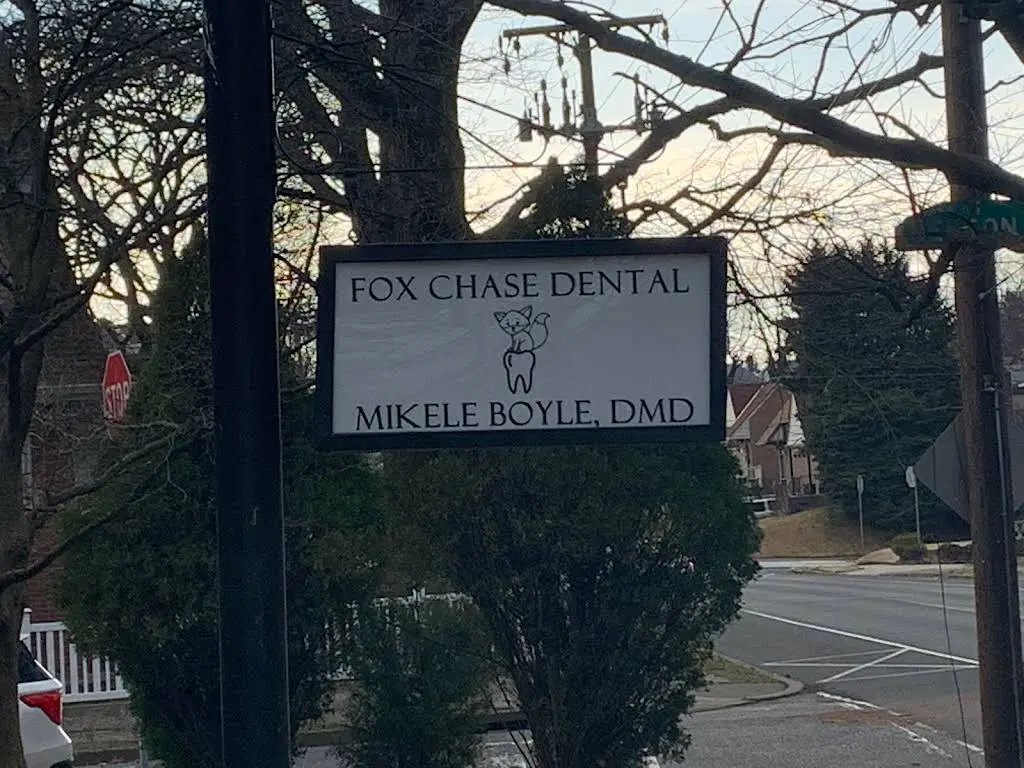 FOX CHASE DENTAL
MIKELE BOYLE, DMD
STOP